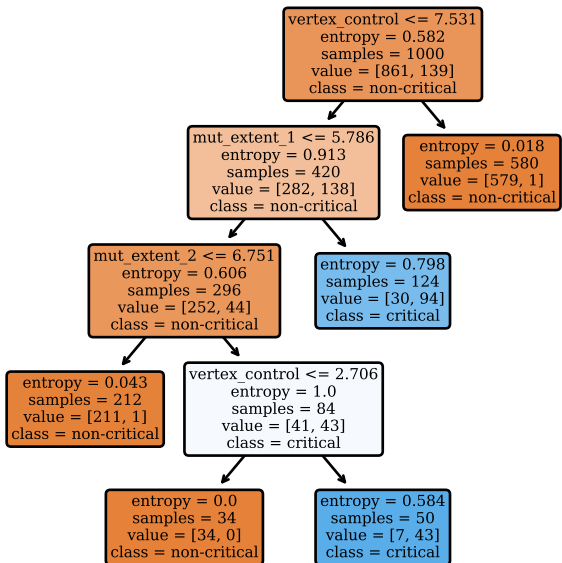 vertex_control <= 7.531
entropy = 0.582
samples = 1000
value = [861, 139]
class = non-critical
mut_extent_1 <= 5.786
entropy = 0.913
samples = 420
value = [282, 138]
class = non-critical
entropy = 0.018
samples = 580
value = [579, 1]
class = non-critical
mut_extent_2 <= 6.751
entropy = 0.606
samples = 296
value = [252, 44]
class = non-critical
entropy = 0.798
samples = 124
value = [30, 94]
class = critical
entropy = 0.043
samples = 212
value = [211, 1]
class = non-critical
vertex_control <= 2.706
entropy = 1.0
samples = 84
value = [41, 43]
class = critical
entropy = 0.0
samples = 34
value = [34, 0]
class = non-critical
entropy = 0.584
samples = 50
value = [7, 43]
class = critical